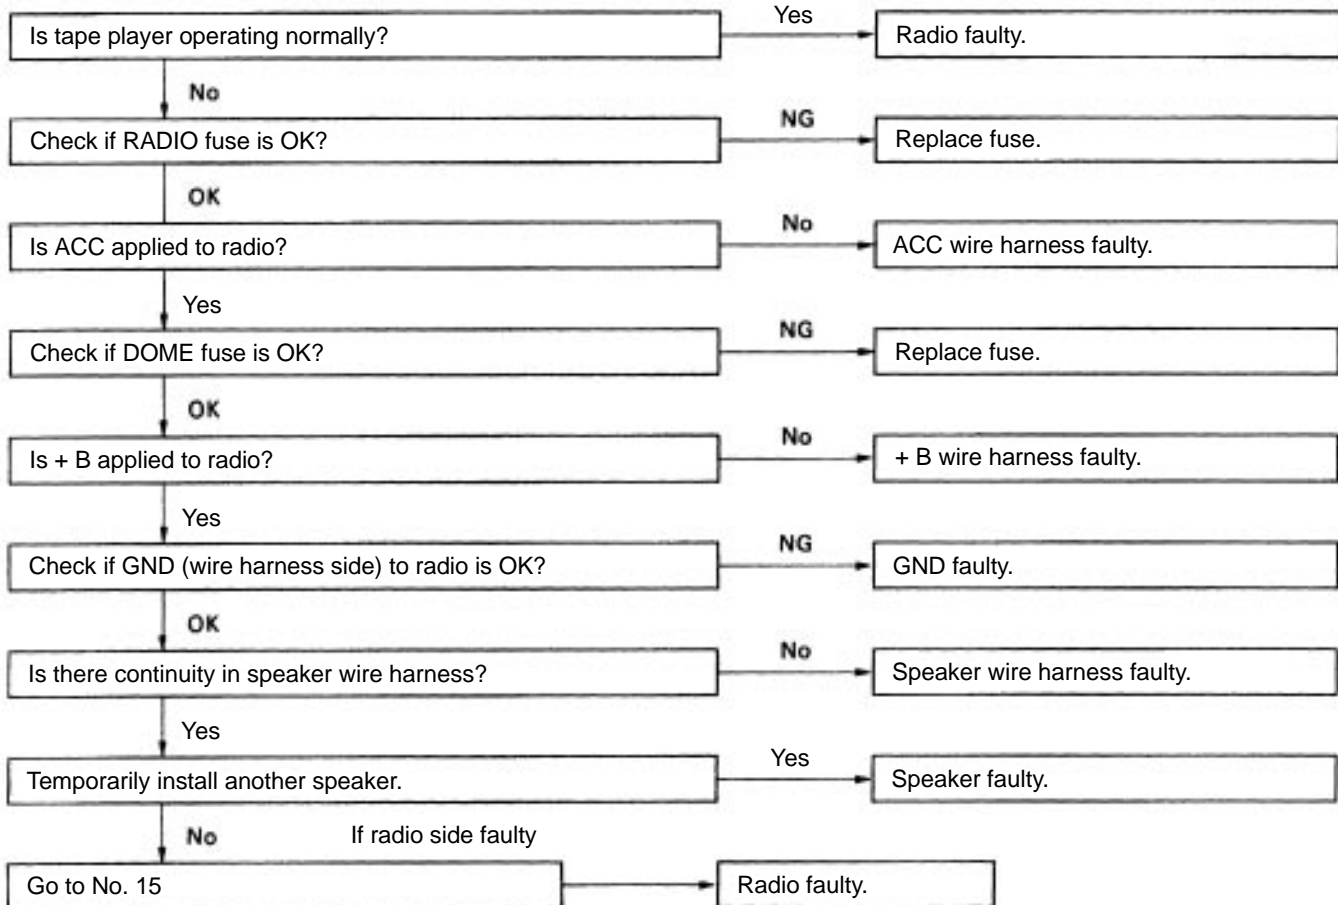 Yes
Is tape player operating normally?
Radio faulty.
No
NG
Check if RADIO fuse is OK?
Replace fuse.
OK
No
Is ACC applied to radio?
ACC wire harness faulty.
Yes
NG
Check if DOME fuse is OK?
Replace fuse.
OK
No
Is + B applied to radio?
+ B wire harness faulty.
Yes
NG
Check if GND (wire harness side) to radio is OK?
GND faulty.
OK
No
Is there continuity in speaker wire harness?
Speaker wire harness faulty.
Yes
Yes
Temporarily install another speaker.
Speaker faulty.
No
If radio side faulty
Go to No. 15
Radio faulty.